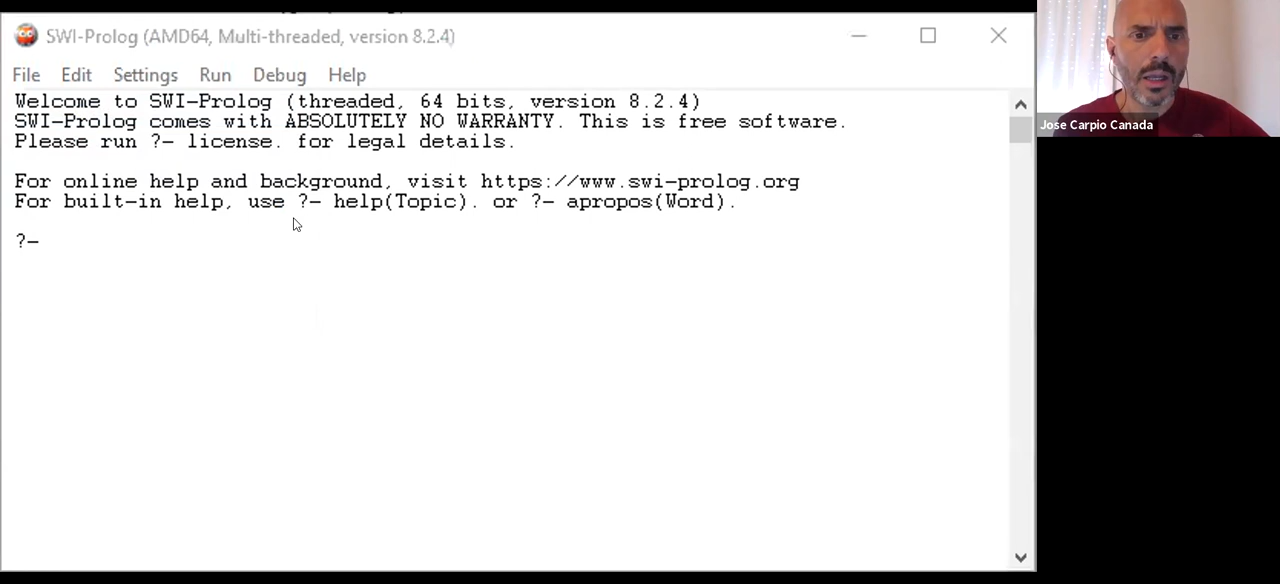 SWI-Prolog (AMD64, Multi-threaded, version 8.2.4)
File Edit Settings Run Debug Help
Welcome to SWI-Prolog (threaded, 64 bits, version 8.2.4)
SWI-Prolog comes with ABSOLUTELY NO WARRANTY. This is free software.
Please run ?- license. for legal details.
For online help and background, visit https://www.swi-prolog.org
For built-in help, use ?- help(Topic). or ?- apropos(Word).
?-
Jose Carpio Canada